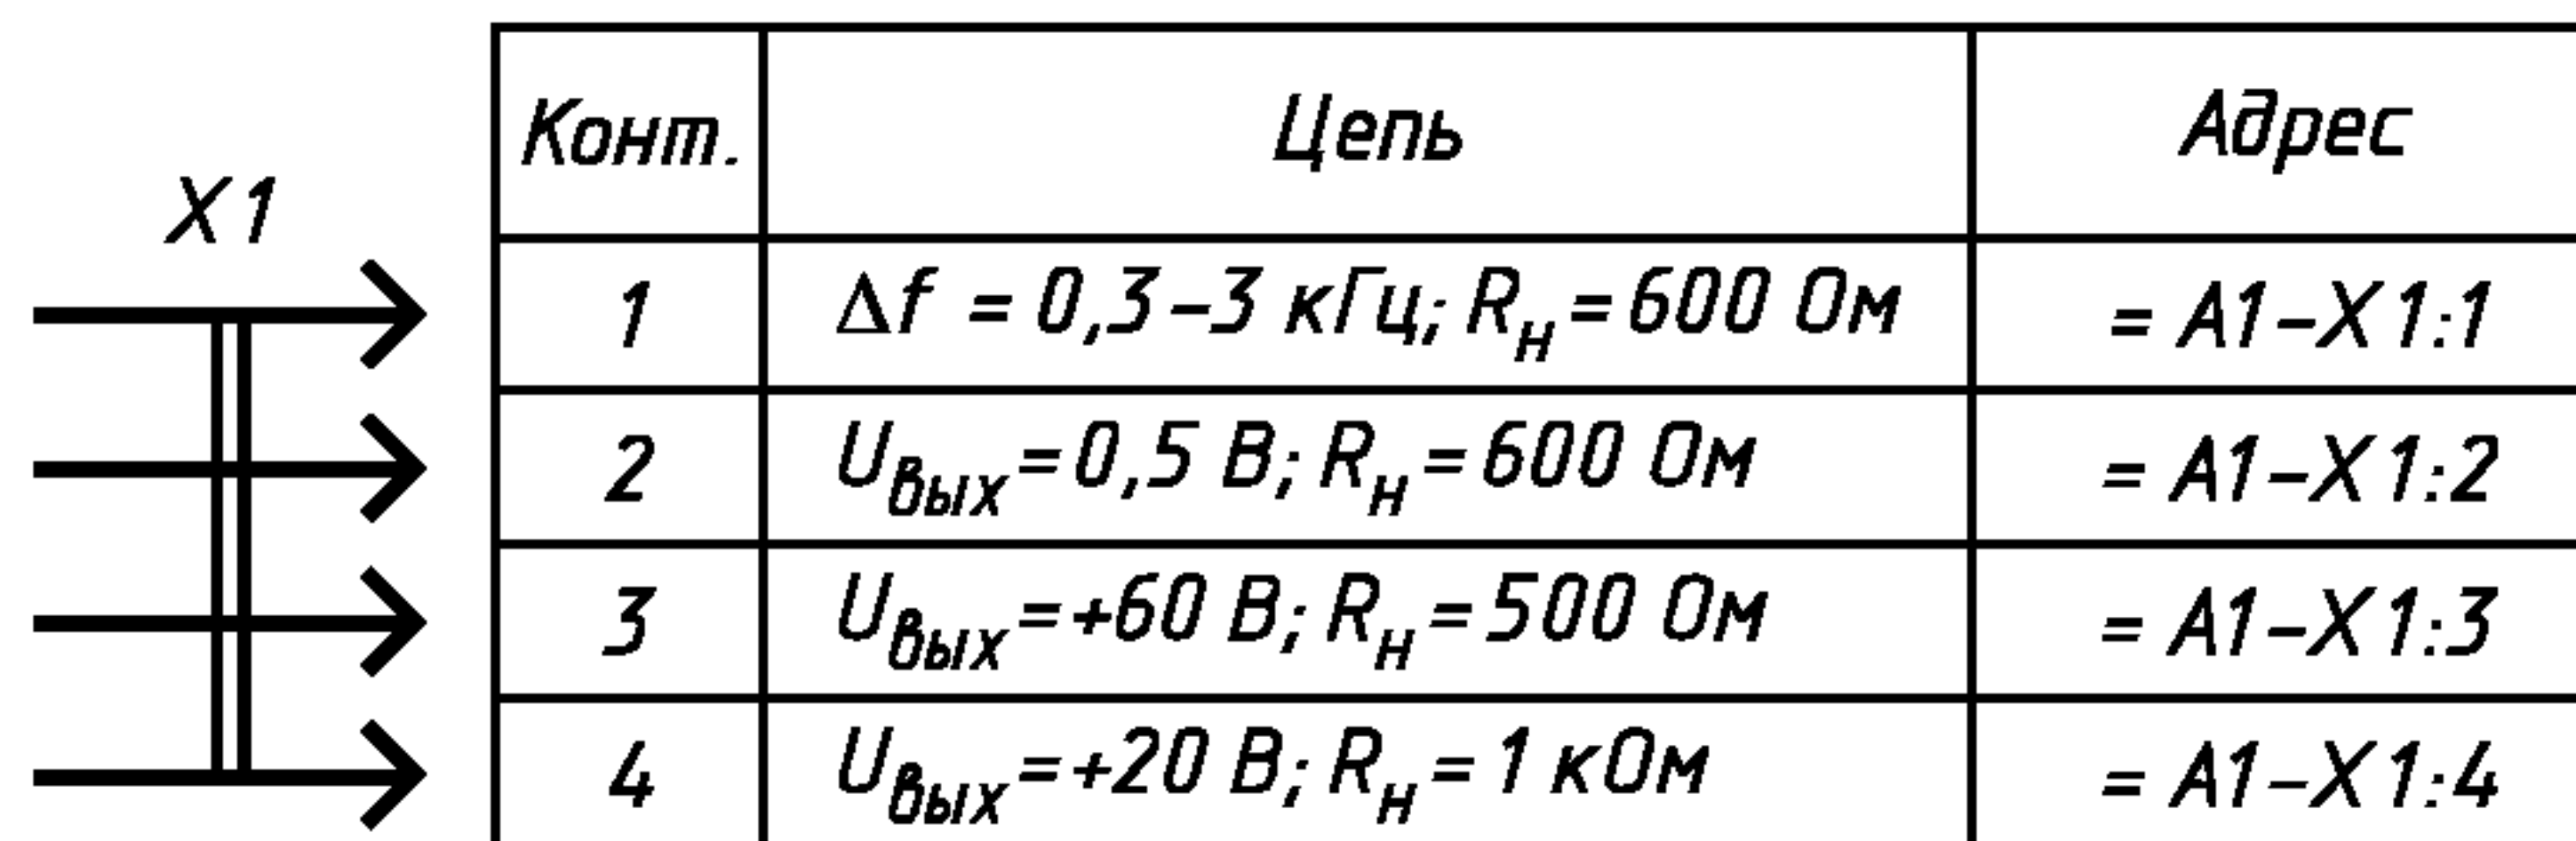 X1
Конт. Цепь Адрес
1 Δf = 0,3–3 кГц; Rн = 600 Ом = A1–X1:1
2 Uвых = 0,5 В; Rн = 600 Ом = A1–X1:2
3 Uвых = +60 В; Rн = 500 Ом = A1–X1:3
4 Uвых = +20 В; Rн = 1 кОм = A1–X1:4